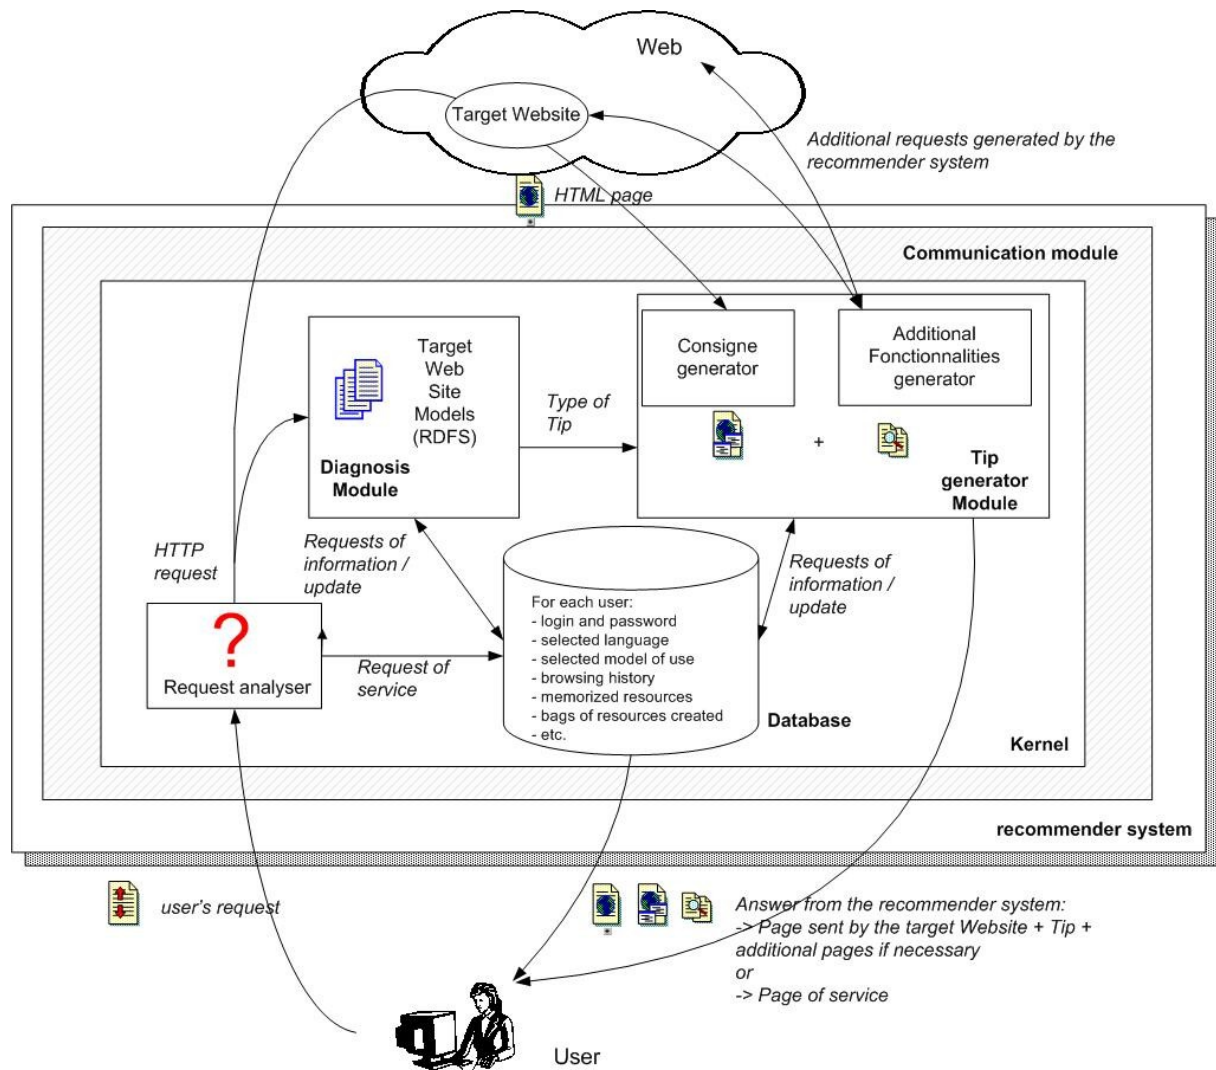 Web
Target Website
Additional requests generated by the
recommender system
HTML page
Communication module
Target
Web
Site
Models
(RDFS)
Diagnosis
Module
Type of
Tip
Consigne
generator
Additional
Fonctionnalities
generator
+
Tip
generator
Module
HTTP
request
Requests of
information /
update
Requests of
information /
update
?
Request analyser
Request of
service
For each user:
- login and password
- selected language
- selected model of use
- browsing history
- memorized resources
- bags of resources created
- etc.
Database
Kernel
recommender system
user's request
Answer from the recommender system:
-> Page sent by the target Website + Tip +
additional pages if necessary
or
-> Page of service
User